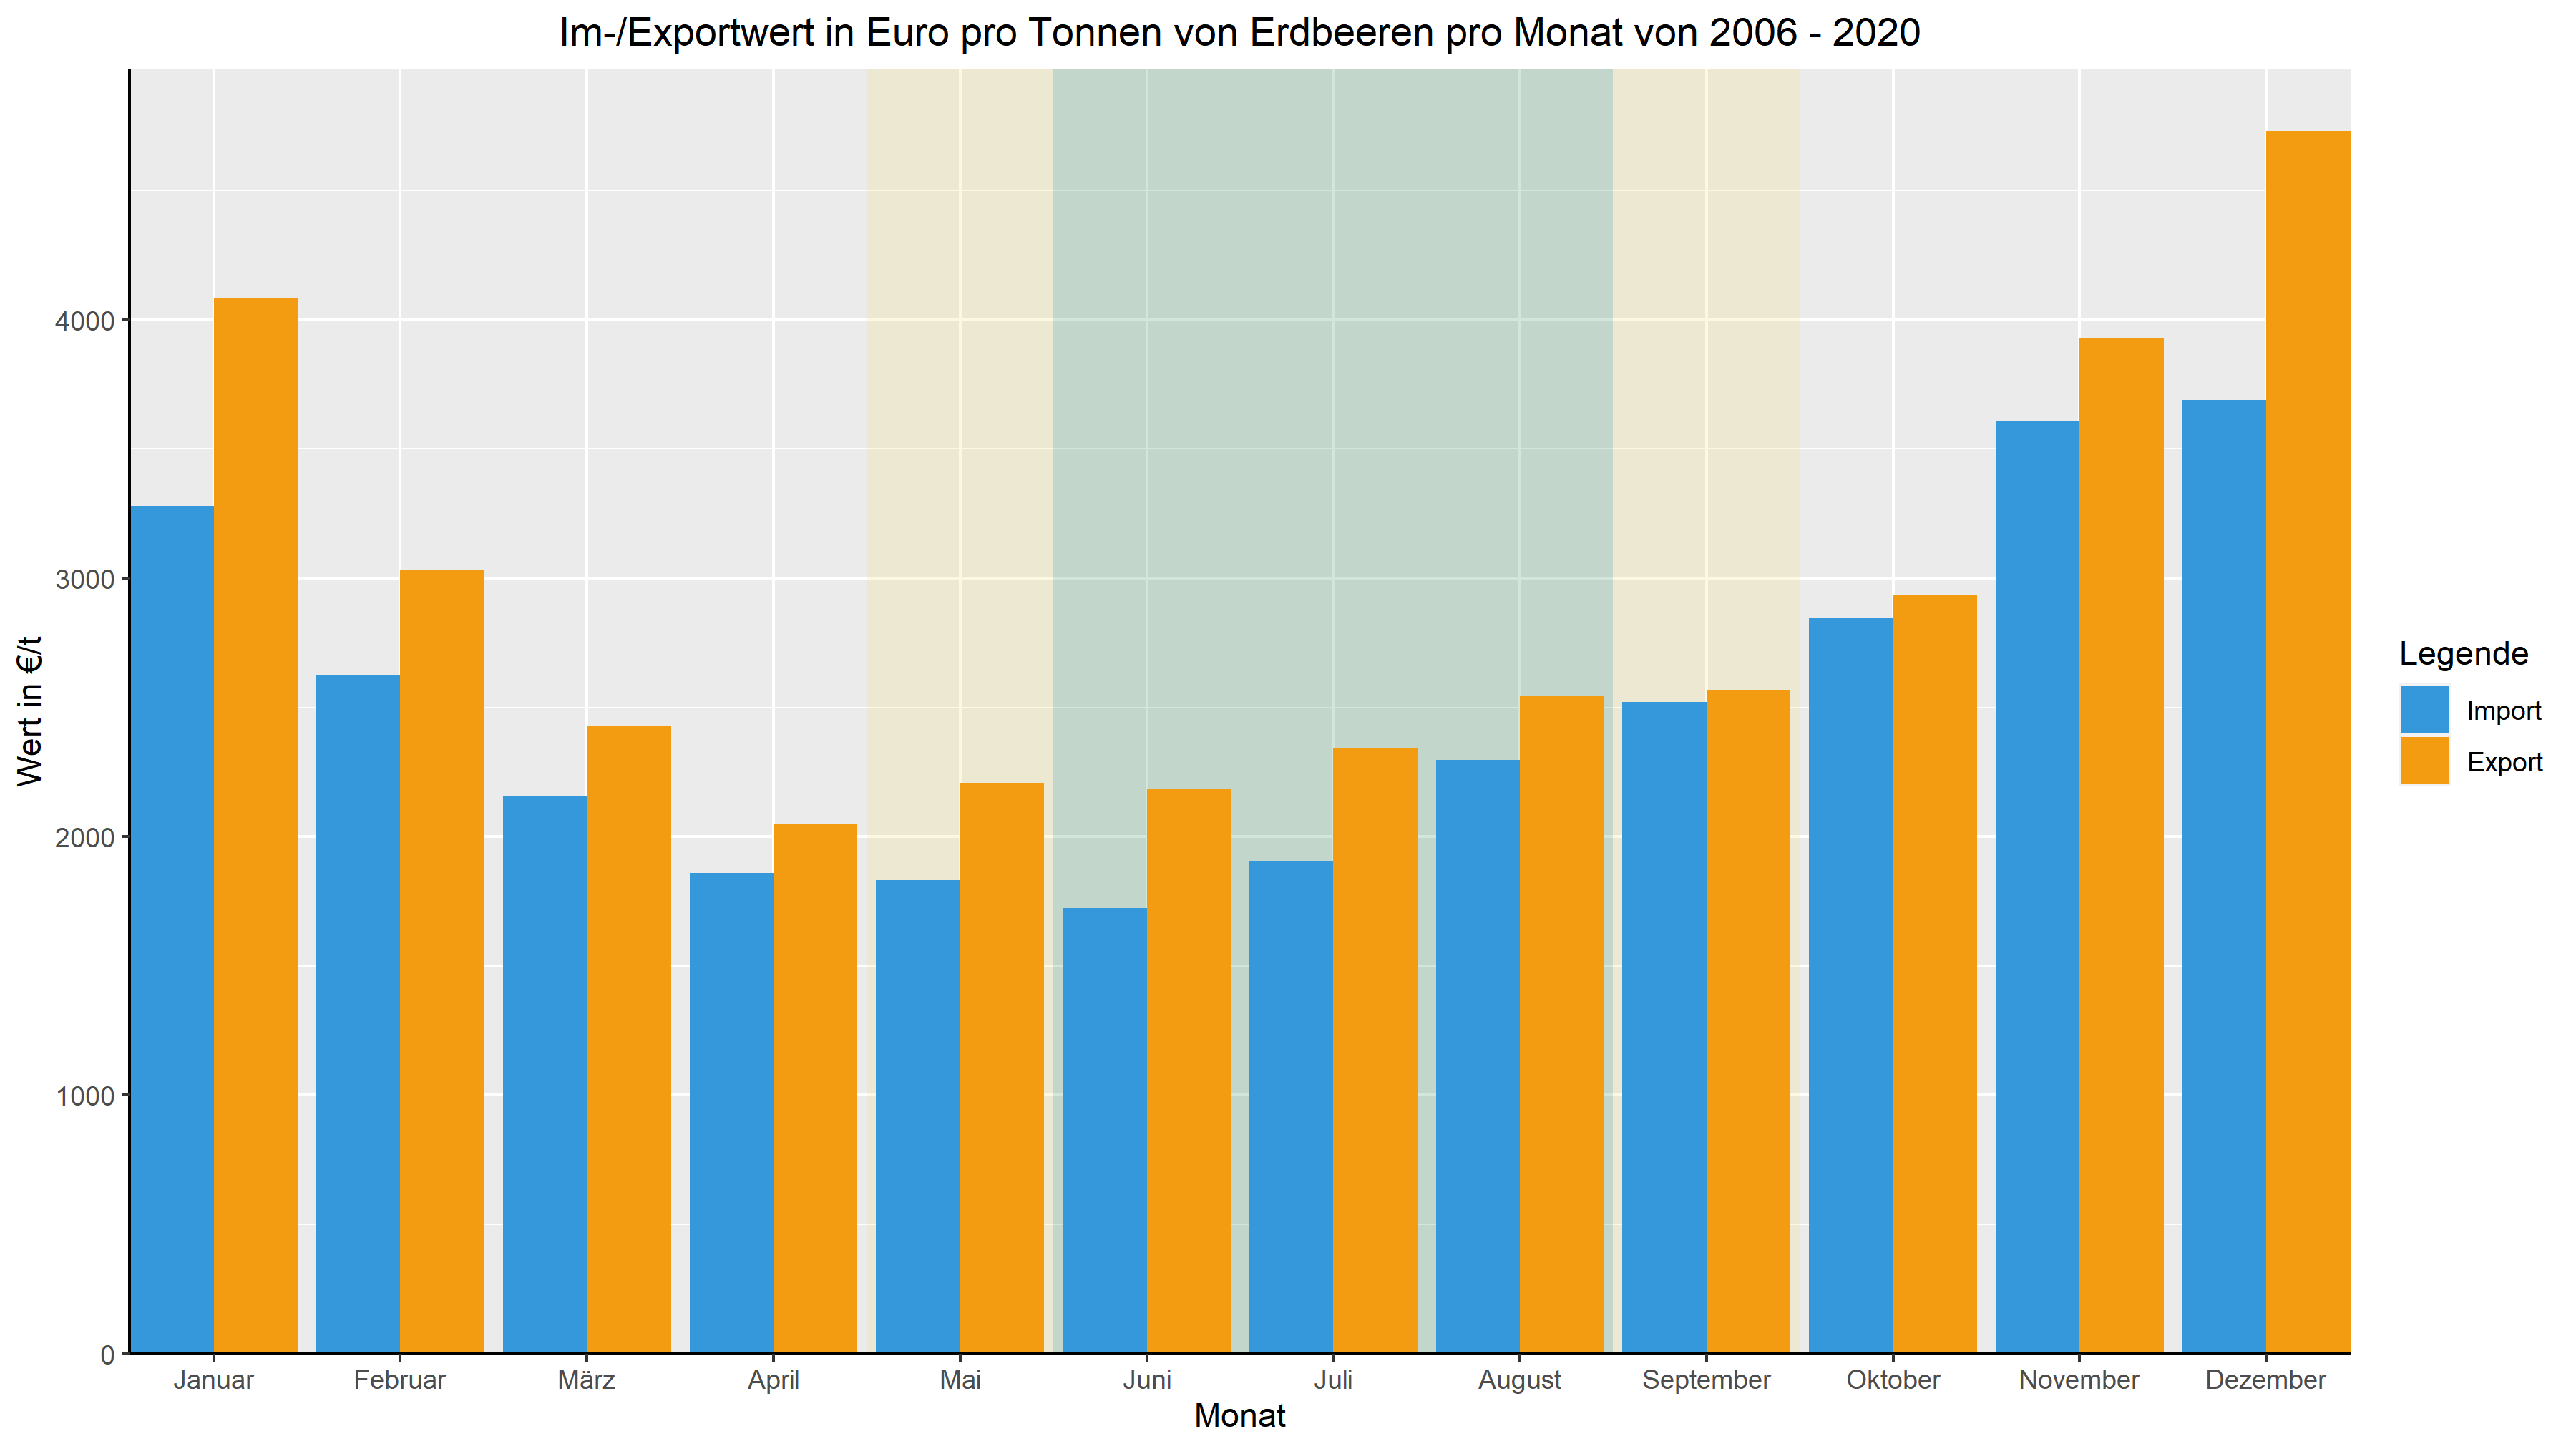 Im-/Exportwert in Euro pro Tonnen von Erdbeeren pro Monat von 2006 - 2020
Wert in €/t
4000
3000
2000
1000
0
Januar Februar März April Mai Juni Juli August September Oktober November Dezember
Monat
Legende
Import
Export